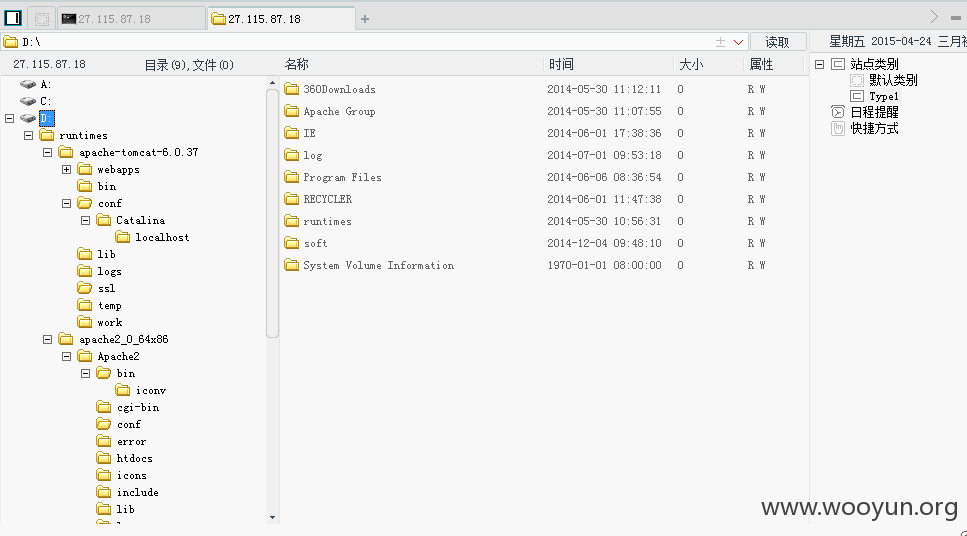 27.115.87.18
27.115.87.18
D:\
读取
星期五 2015-04-24 三月
27.115.87.18
目录(9),文件(0)
名称 时间 大小 属性
A:
C:
D:
runtimes
apache-tomcat-6.0.37
webapps
bin
conf
Catalina
localhost
lib
logs
ssl
temp
work
apache2_0_64x86
Apache2
bin
iconv
cgi-bin
conf
error
htdocs
icons
include
lib
360Downloads 2014-05-30 11:12:11 0 R W
Apache Group 2014-05-30 11:07:55 0 R W
IE 2014-06-01 17:38:36 0 R W
log 2014-07-01 09:53:18 0 R W
Program Files 2014-06-06 08:36:54 0 R W
RECYCLER 2014-06-01 11:47:38 0 R W
runtimes 2014-05-30 10:56:31 0 R W
soft 2014-12-04 09:48:10 0 R W
System Volume Information 1970-01-01 08:00:00 0 R W
站点类别
默认类别
Type1
日程提醒
快捷方式
www.wooyun.org